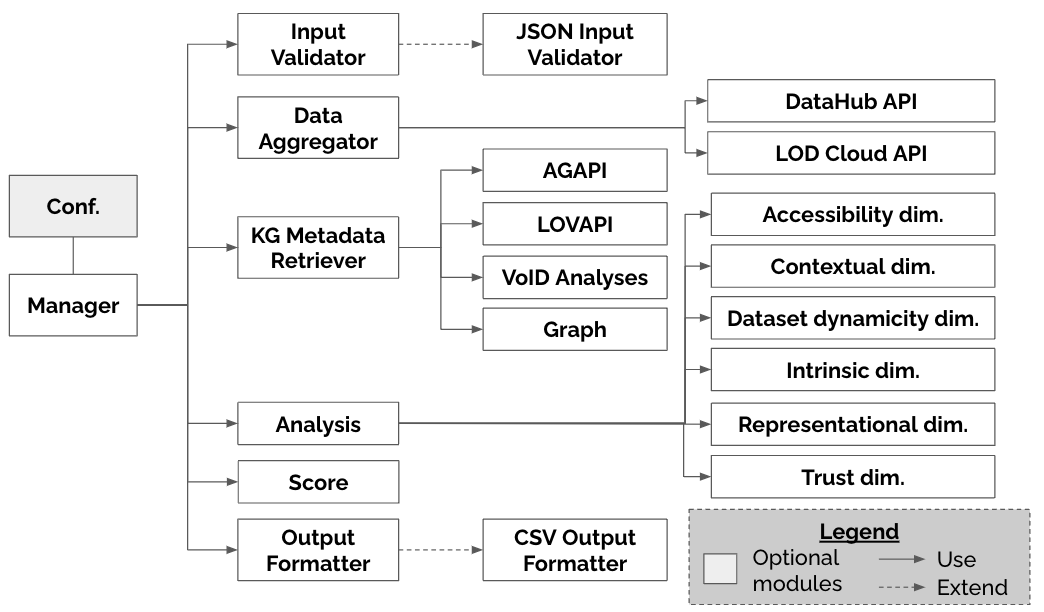 Input
Validator
JSON Input
Validator
Data
Aggregator
DataHub API
LOD Cloud API
Conf.
Manager
KG Metadata
Retriever
AGAPI
LOVAPI
VoID Analyses
Graph
Accessibility dim.
Contextual dim.
Dataset dynamicity dim.
Intrinsic dim.
Representational dim.
Trust dim.
Analysis
Score
Output
Formatter
CSV Output
Formatter
Legend
Optional
modules
Use
Extend